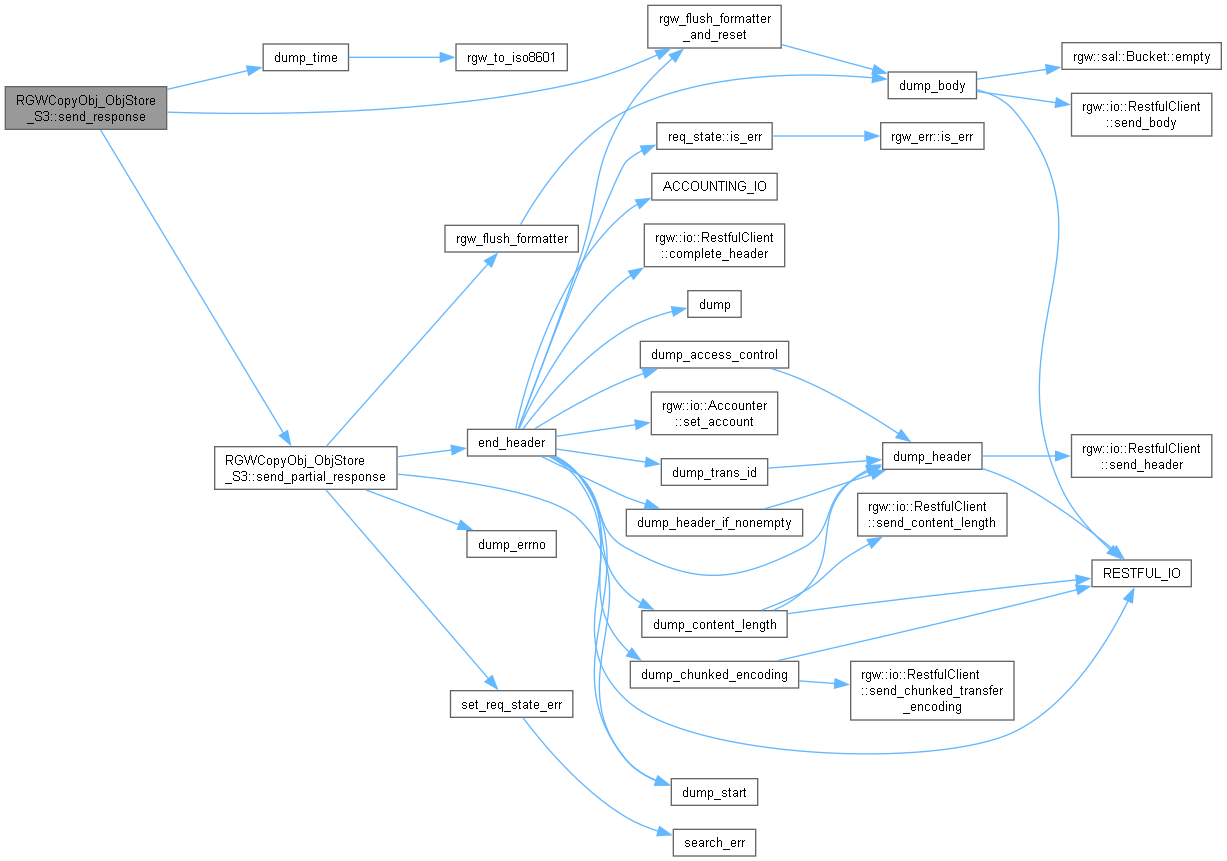 RGWCopyObj_ObjStore
_S3::send_response
dump_time
rgw_to_iso8601
rgw_flush_formatter
_and_reset
dump_body
rgw::sal::Bucket::empty
rgw::io::RestfulClient
::send_body
req_state::is_err
rgw_err::is_err
ACCOUNTING_IO
rgw_flush_formatter
rgw::io::RestfulClient
::complete_header
dump
dump_access_control
rgw::io::Accounter
::set_account
end_header
dump_header
rgw::io::RestfulClient
::send_header
RGWCopyObj_ObjStore
_S3::send_partial_response
dump_trans_id
dump_header_if_nonempty
rgw::io::RestfulClient
::send_content_length
dump_errno
RESTFUL_IO
dump_content_length
dump_chunked_encoding
rgw::io::RestfulClient
::send_chunked_transfer
_encoding
set_req_state_err
dump_start
search_err